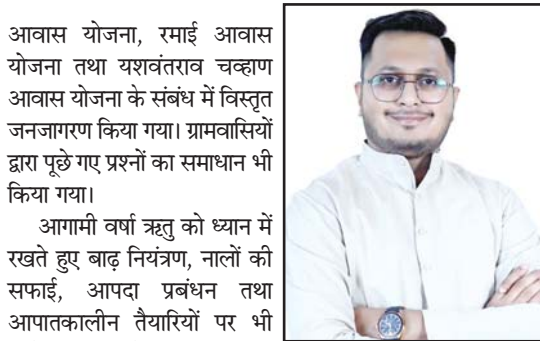 आवास योजना, रमाई आवास
योजना तथा यशवंतराव चव्हाण
आवास योजना के संबंध में विस्तृत
जनजागरण किया गया। ग्रामवासियों
द्वारा पूछे गए प्रश्नों का समाधान भी
किया गया।
आगामी वर्षा ऋतु को ध्यान में
रखते हुए बाढ़ नियंत्रण, नालों की
सफाई, आपदा प्रबंधन तथा
आपातकालीन तैयारियों पर भी